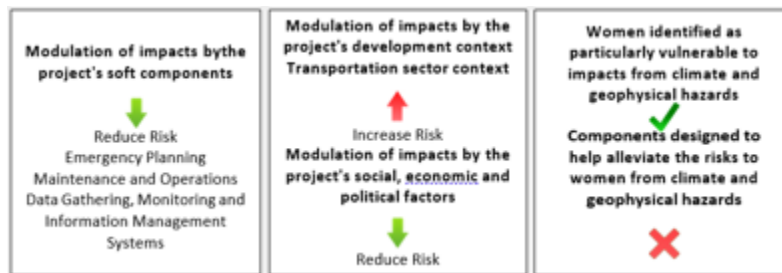 Modulation of impacts bythe
project's soft components
Reduce Risk
Emergency Planning
Maintenance and Operations
Data Gathering, Monitoring and
Information Management
Systems
Modulation of impacts by the
project's development context
Transportation sector context
Increase Risk
Modulation of impacts by the
project's social, economic and
political factors
Reduce Risk
Women identified as
particularly vulnerable to
impacts from climate and
geophysical hazards
Components designed to
help alleviate the risks to
women from climate and
geophysical hazards